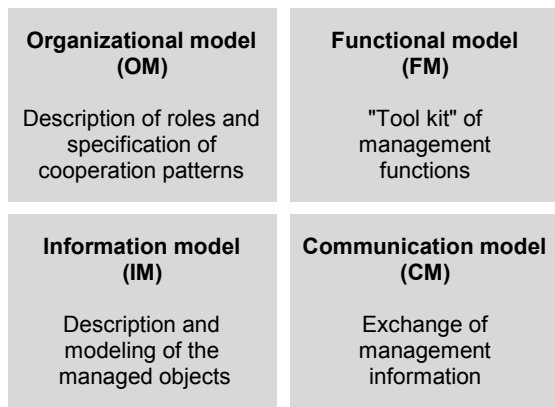 Organizational model
(OM)
Description of roles and
specification of
cooperation patterns
Functional model
(FM)
"Tool kit" of
management
functions
Information model
(IM)
Description and
modeling of the
managed objects
Communication model
(CM)
Exchange of
management
information